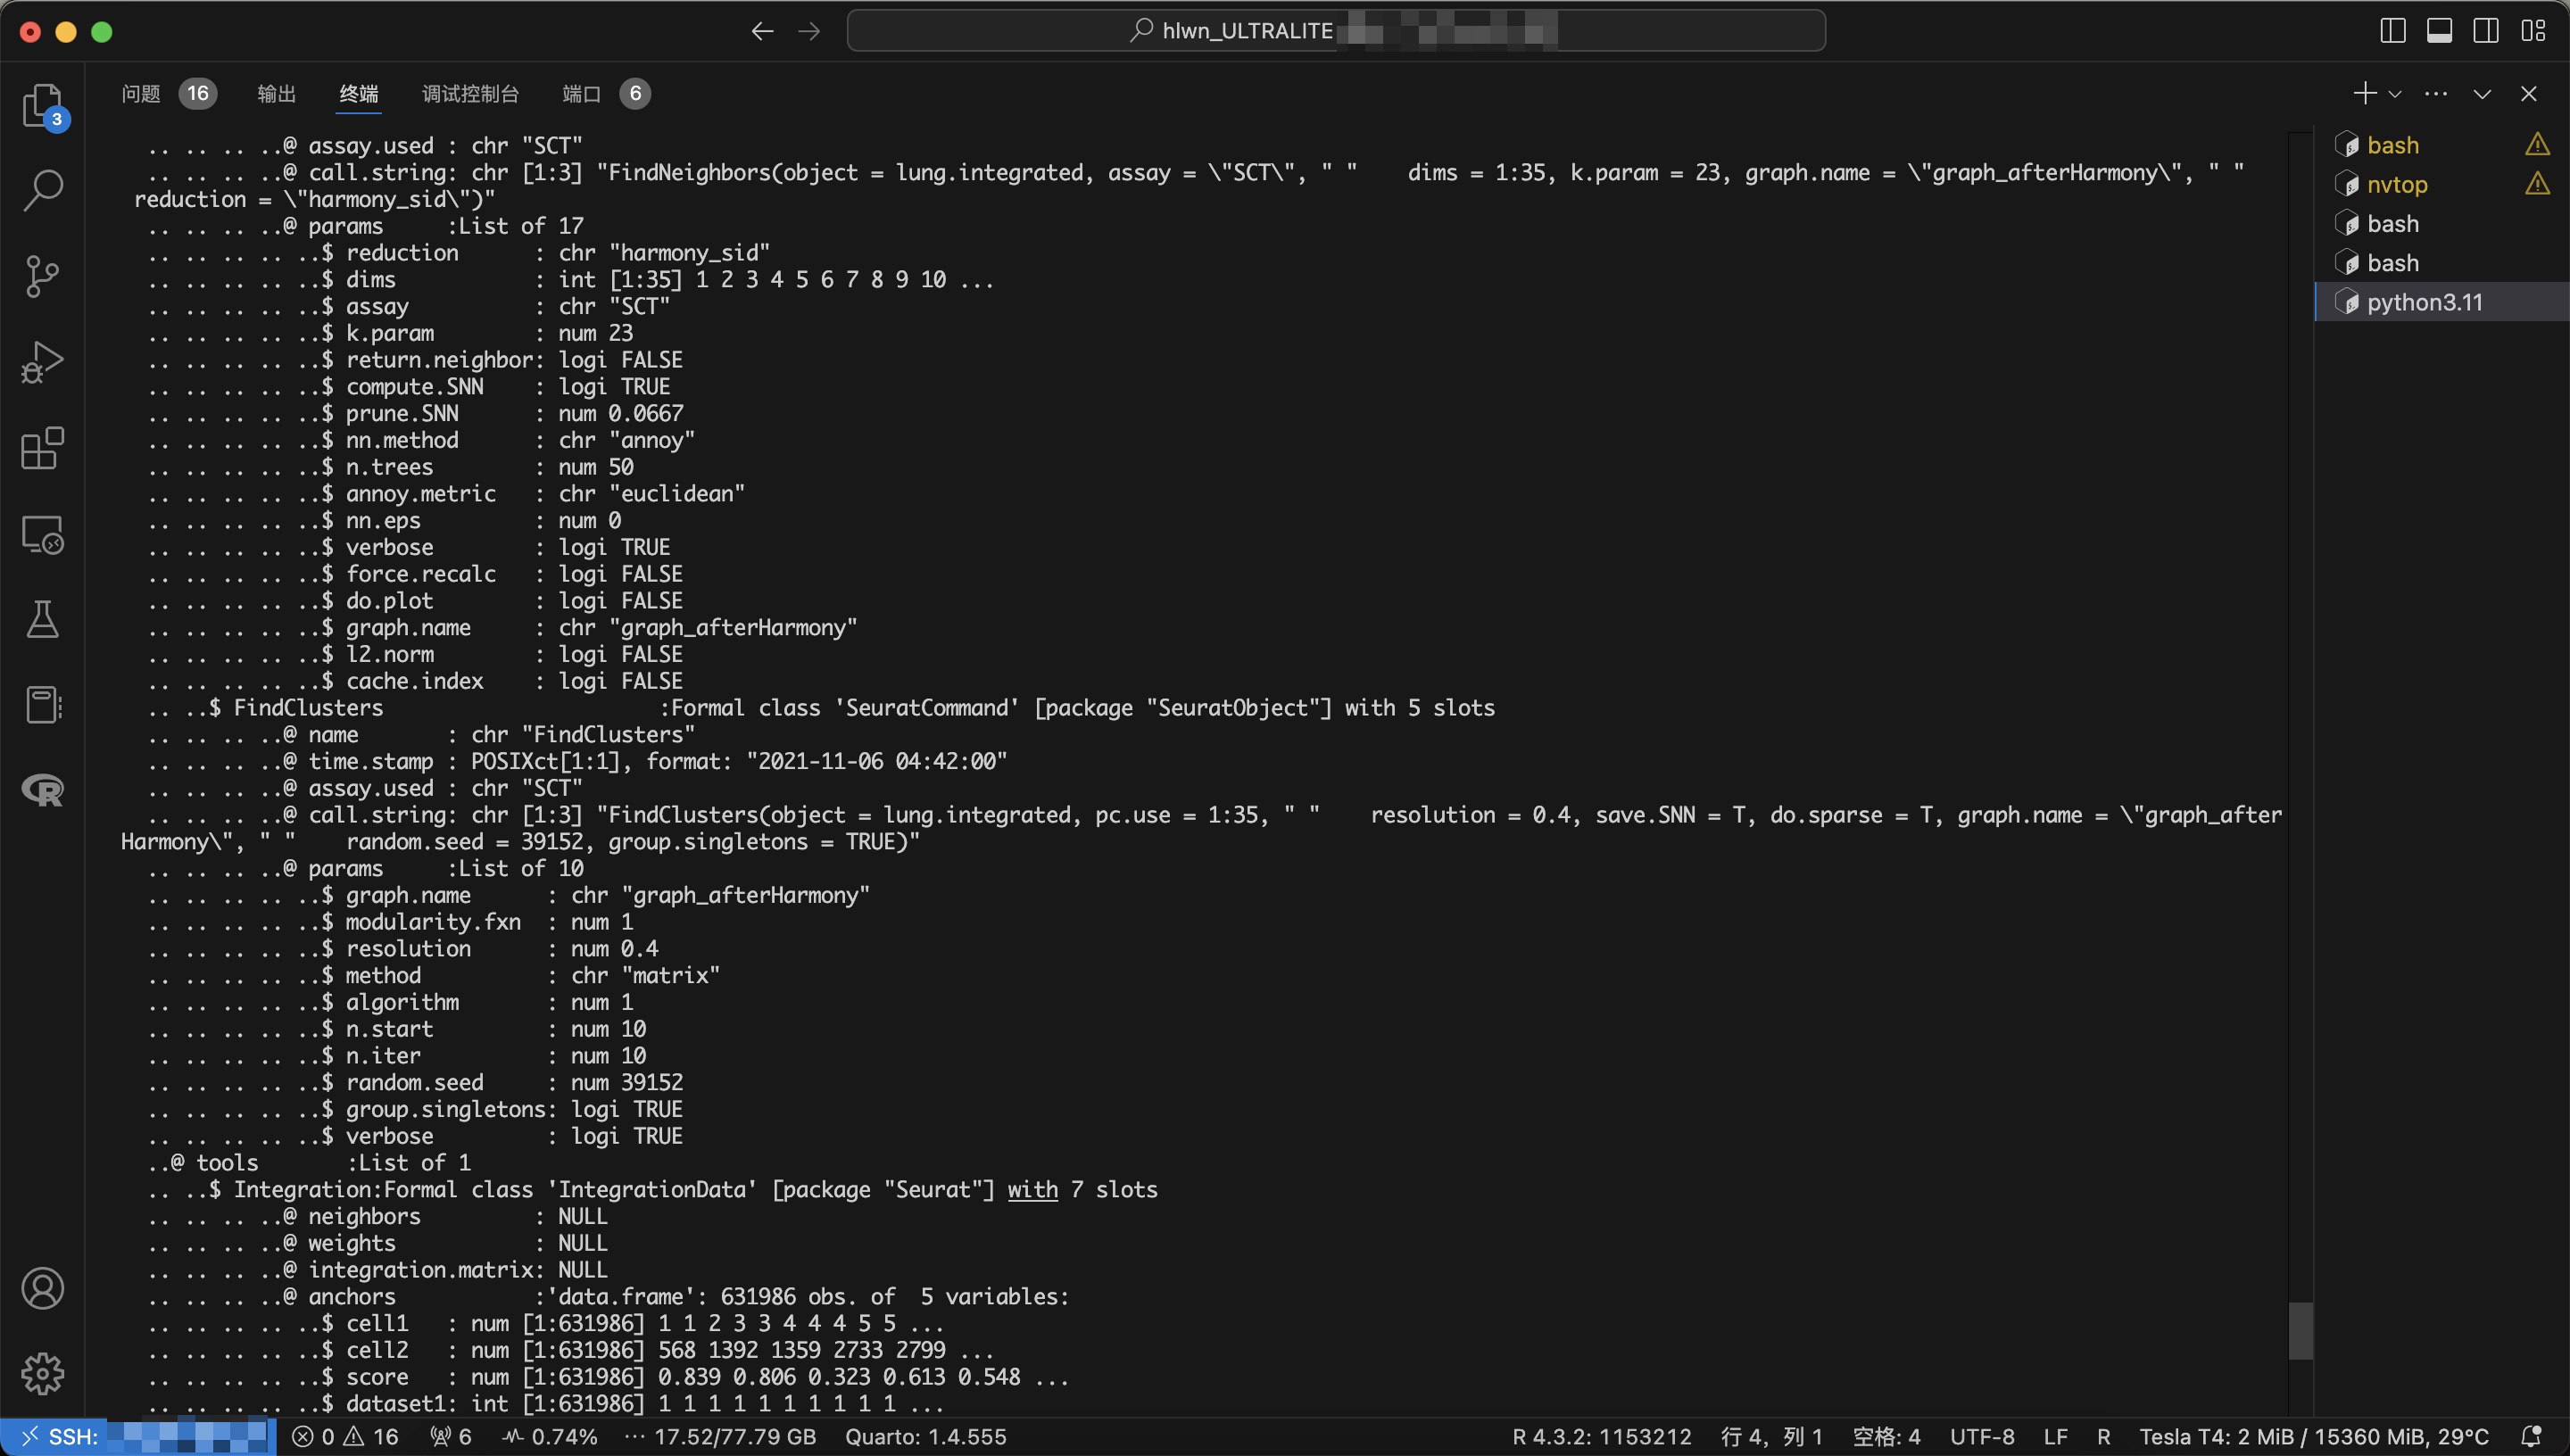 hlwn_ULTRALITE
问题 16 输出 终端 调试控制台 端口 6
3
.. .. .. ..@ assay.used : chr "SCT"
.. .. .. ..@ call.string: chr [1:3] "FindNeighbors(object = lung.integrated, assay = \"SCT\", " "    dims = 1:35, k.param = 23, graph.name = \"graph_afterHarmony\", " "
reduction = \"harmony_sid\")"
.. .. .. ..@ params     :List of 17
.. .. .. .. ..$ reduction      : chr "harmony_sid"
.. .. .. .. ..$ dims           : int [1:35] 1 2 3 4 5 6 7 8 9 10 ...
.. .. .. .. ..$ assay          : chr "SCT"
.. .. .. .. ..$ k.param        : num 23
.. .. .. .. ..$ return.neighbor: logi FALSE
.. .. .. .. ..$ compute.SNN    : logi TRUE
.. .. .. .. ..$ prune.SNN      : num 0.0667
.. .. .. .. ..$ nn.method      : chr "annoy"
.. .. .. .. ..$ n.trees        : num 50
.. .. .. .. ..$ annoy.metric   : chr "euclidean"
.. .. .. .. ..$ nn.eps         : num 0
.. .. .. .. ..$ verbose        : logi TRUE
.. .. .. .. ..$ force.recalc   : logi FALSE
.. .. .. .. ..$ do.plot        : logi FALSE
.. .. .. .. ..$ graph.name     : chr "graph_afterHarmony"
.. .. .. .. ..$ l2.norm        : logi FALSE
.. .. .. .. ..$ cache.index    : logi FALSE
.. ..$ FindClusters                      :Formal class 'SeuratCommand' [package "SeuratObject"] with 5 slots
.. .. .. ..@ name       : chr "FindClusters"
.. .. .. ..@ time.stamp : POSIXct[1:1], format: "2021-11-06 04:42:00"
.. .. .. ..@ assay.used : chr "SCT"
.. .. .. ..@ call.string: chr [1:3] "FindClusters(object = lung.integrated, pc.use = 1:35, " "    resolution = 0.4, save.SNN = T, do.sparse = T, graph.name = \"graph_after
Harmony\", " "    random.seed = 39152, group.singletons = TRUE)"
.. .. .. ..@ params     :List of 10
.. .. .. .. ..$ graph.name      : chr "graph_afterHarmony"
.. .. .. .. ..$ modularity.fxn  : num 1
.. .. .. .. ..$ resolution      : num 0.4
.. .. .. .. ..$ method          : chr "matrix"
.. .. .. .. ..$ algorithm       : num 1
.. .. .. .. ..$ n.start         : num 10
.. .. .. .. ..$ n.iter          : num 10
.. .. .. .. ..$ random.seed     : num 39152
.. .. .. .. ..$ group.singletons: logi TRUE
.. .. .. .. ..$ verbose         : logi TRUE
..@ tools       :List of 1
.. ..$ Integration:Formal class 'IntegrationData' [package "Seurat"] with 7 slots
.. .. .. ..@ neighbors         : NULL
.. .. .. ..@ weights           : NULL
.. .. .. ..@ integration.matrix: NULL
.. .. .. ..@ anchors           :'data.frame': 631986 obs. of  5 variables:
.. .. .. .. ..$ cell1   : num [1:631986] 1 1 2 3 3 4 4 4 5 5 ...
.. .. .. .. ..$ cell2   : num [1:631986] 568 1392 1359 2733 2799 ...
.. .. .. .. ..$ score   : num [1:631986] 0.839 0.806 0.323 0.613 0.548 ...
.. .. .. .. ..$ dataset1: int [1:631986] 1 1 1 1 1 1 1 1 1 1 ...
bash
nvtop
bash
bash
python3.11
SSH: 0 16 6 0.74% 17.52/77.79 GB Quarto: 1.4.555 R 4.3.2: 1153212 行 4，列 1 空格: 4 UTF-8 LF R Tesla T4: 2 MiB / 15360 MiB, 29°C